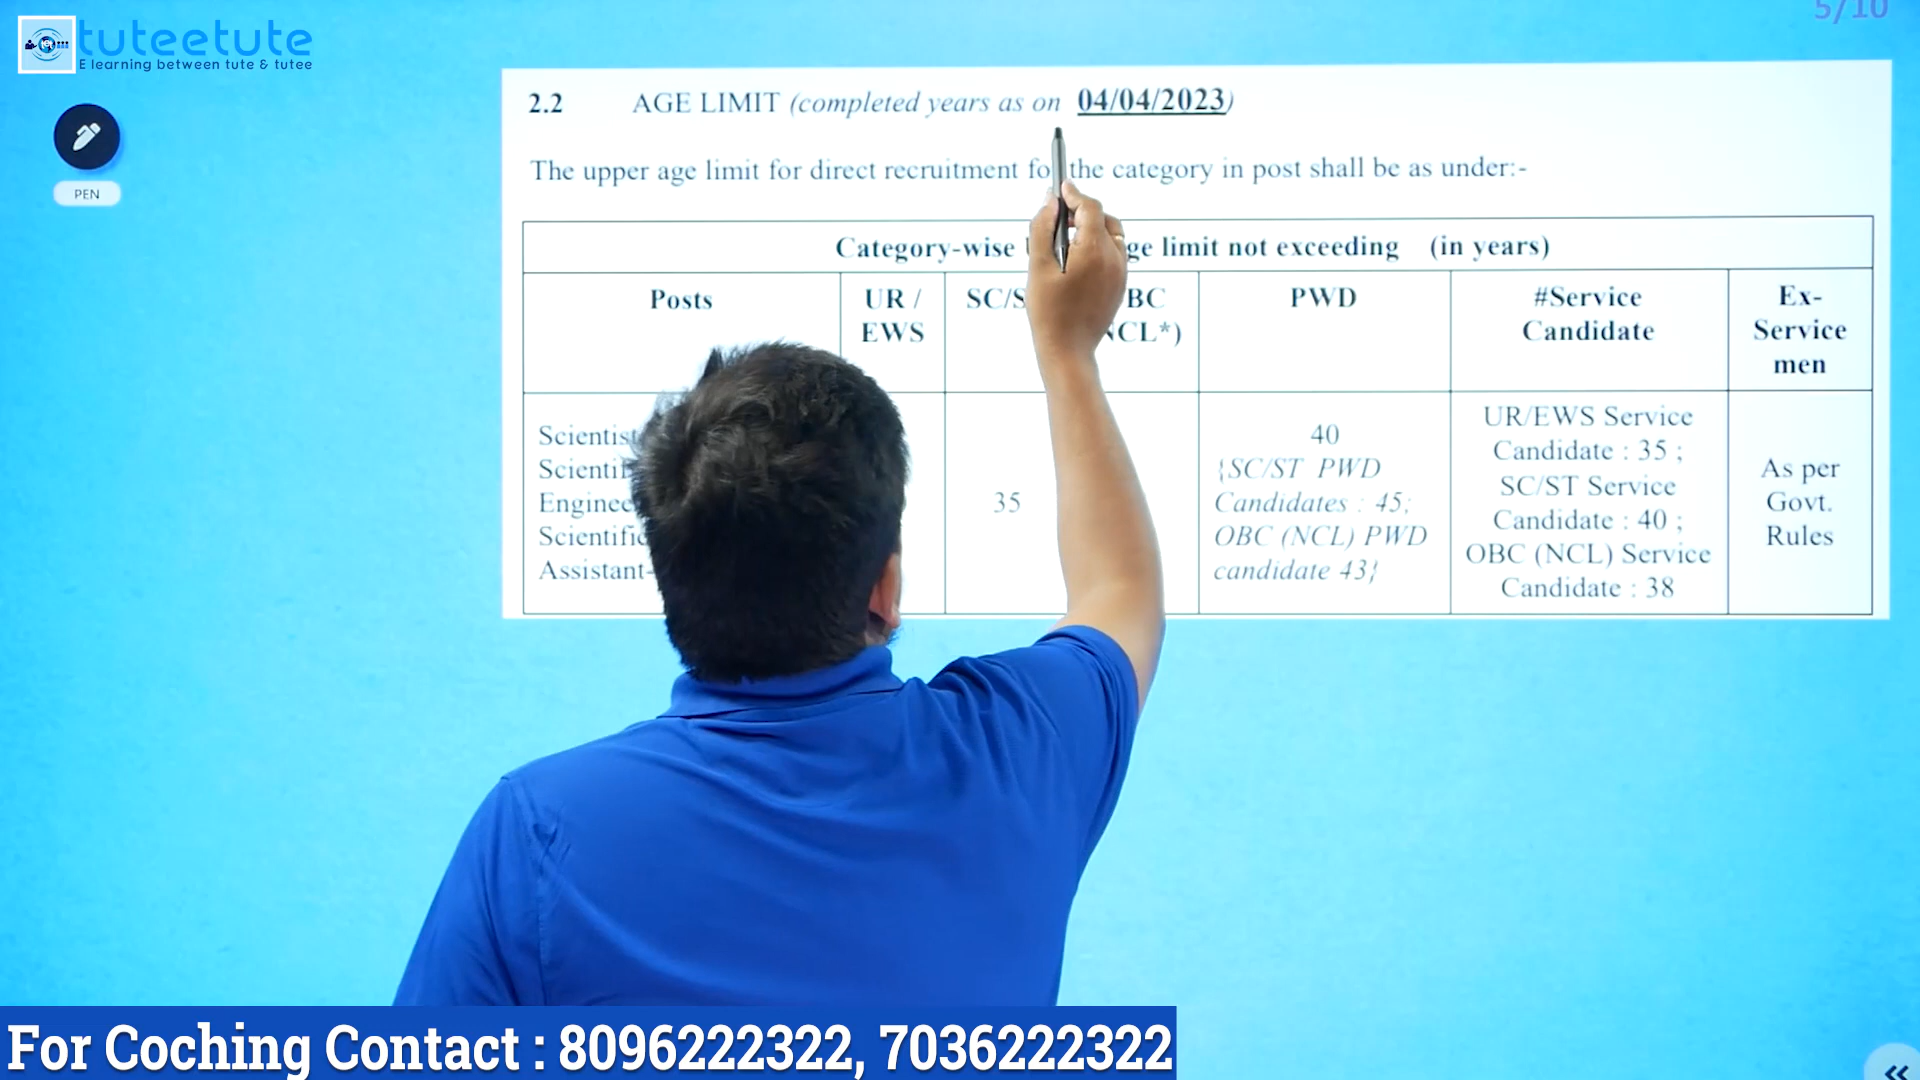 5/10
tuteetute
E learning between tute & tutee
PEN
2.2 AGE LIMIT (completed years as on 04/04/2023)
The upper age limit for direct recruitment the category in post shall be as under:-
Category-wise limit not exceeding (in years)
Posts
UR / EWS
PWD
#Service Candidate
Ex-Service men
35
40
{SC/ST PWD
Candidates : 45;
OBC (NCL) PWD
candidate 43}
UR/EWS Service
Candidate : 35 ;
SC/ST Service
Candidate : 40 ;
OBC (NCL) Service
Candidate : 38
As per
Govt.
Rules
For Coching Contact : 8096222322, 7036222322